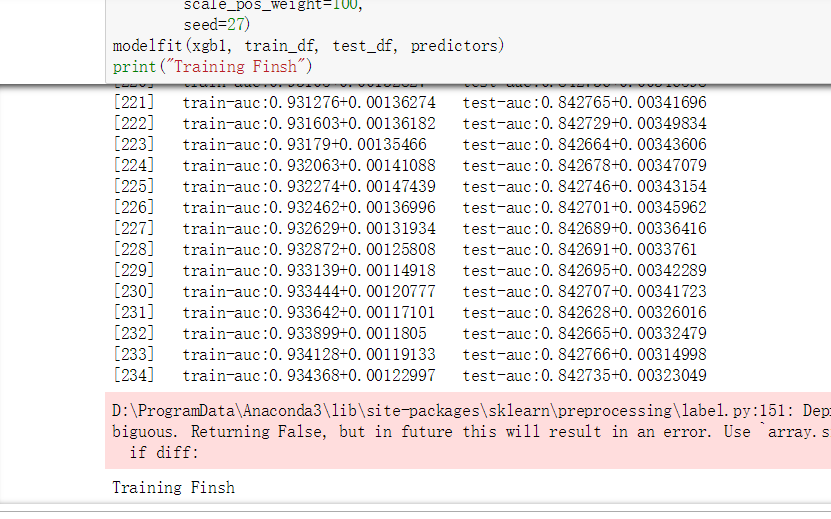 scale_pos_weight=100,
seed=27)
modelfit(xgb1, train_df, test_df, predictors)
print("Training Finsh")
[221] train-auc:0.931276+0.00136274 test-auc:0.842765+0.00341696
[222] train-auc:0.931603+0.00136182 test-auc:0.842729+0.00349834
[223] train-auc:0.93179+0.00135466 test-auc:0.842664+0.00343606
[224] train-auc:0.932063+0.00141088 test-auc:0.842678+0.00347079
[225] train-auc:0.932274+0.00147439 test-auc:0.842746+0.00343154
[226] train-auc:0.932462+0.00136996 test-auc:0.842701+0.00345962
[227] train-auc:0.932629+0.00131934 test-auc:0.842689+0.00336416
[228] train-auc:0.932872+0.00125808 test-auc:0.842691+0.0033761
[229] train-auc:0.933139+0.00114918 test-auc:0.842695+0.00342289
[230] train-auc:0.933444+0.00120777 test-auc:0.842707+0.00341723
[231] train-auc:0.933642+0.00117101 test-auc:0.842628+0.00326016
[232] train-auc:0.933899+0.0011805 test-auc:0.842665+0.00332479
[233] train-auc:0.934128+0.00119133 test-auc:0.842766+0.00314998
[234] train-auc:0.934368+0.00122997 test-auc:0.842735+0.00323049
D:\ProgramData\Anaconda3\lib\site-packages\sklearn\preprocessing\label.py:151: Dep
biguous. Returning False, but in future this will result in an error. Use `array.s
if diff:
Training Finsh